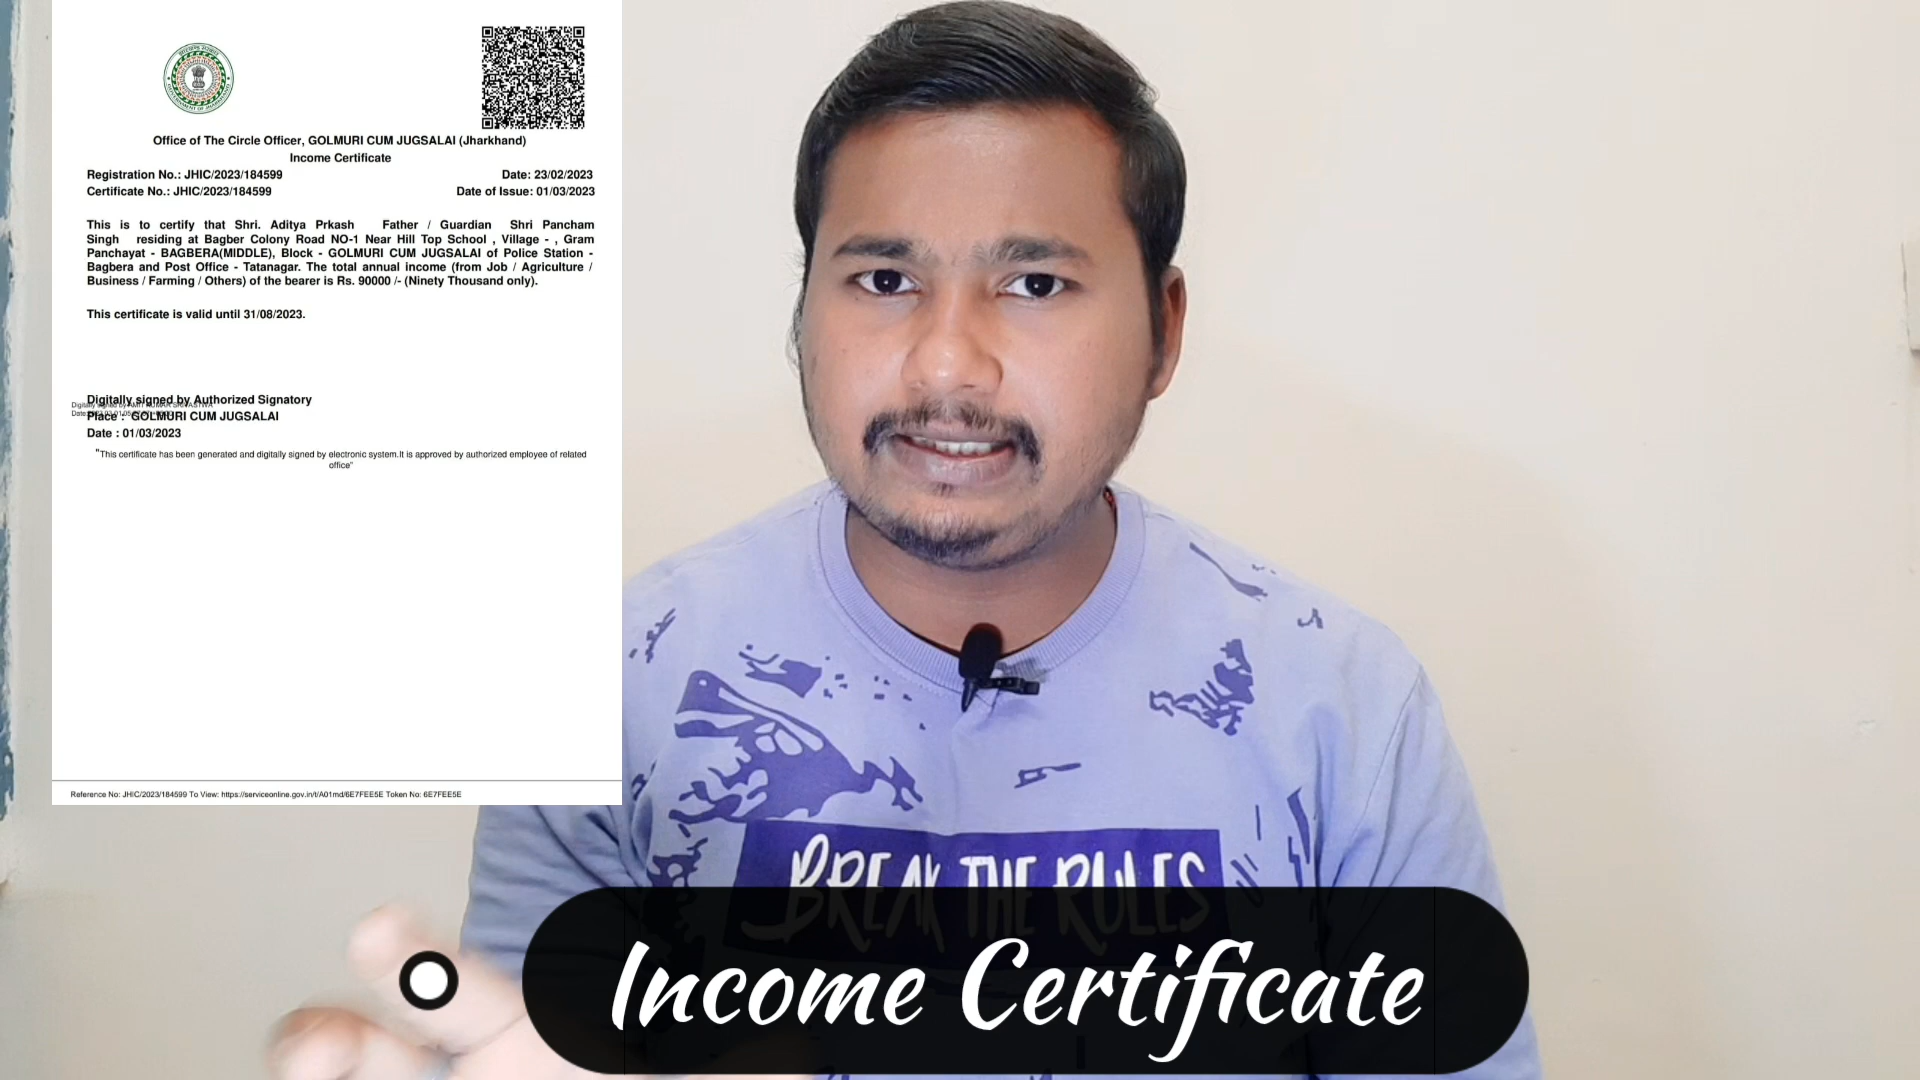 Office of The Circle Officer, GOLMURI CUM JUGSALAI (Jharkhand)
Income Certificate
Registration No.: JHIC/2023/184599 Date: 23/02/2023
Certificate No.: JHIC/2023/184599 Date of Issue: 01/03/2023
This is to certify that Shri. Aditya Prkash Father / Guardian Shri Pancham
Singh residing at Bagber Colony Road NO-1 Near Hill Top School , Village - , Gram
Panchayat - BAGBERA(MIDDLE), Block - GOLMURI CUM JUGSALAI of Police Station -
Bagbera and Post Office - Tatanagar. The total annual income (from Job / Agriculture /
Business / Farming / Others) of the bearer is Rs. 90000 /- (Ninety Thousand only).
This certificate is valid until 31/08/2023.
Digitally signed by Authorized Signatory
Place : GOLMURI CUM JUGSALAI
Date : 01/03/2023
"This certificate has been generated and digitally signed by electronic system.It is approved by authorized employee of related
office"
Reference No: JHIC/2023/184599 To View: https://serviceonline.gov.in/t/A01md/6E7FEE5E Token No: 6E7FEE5E
BREAK THE RULES
Income Certificate